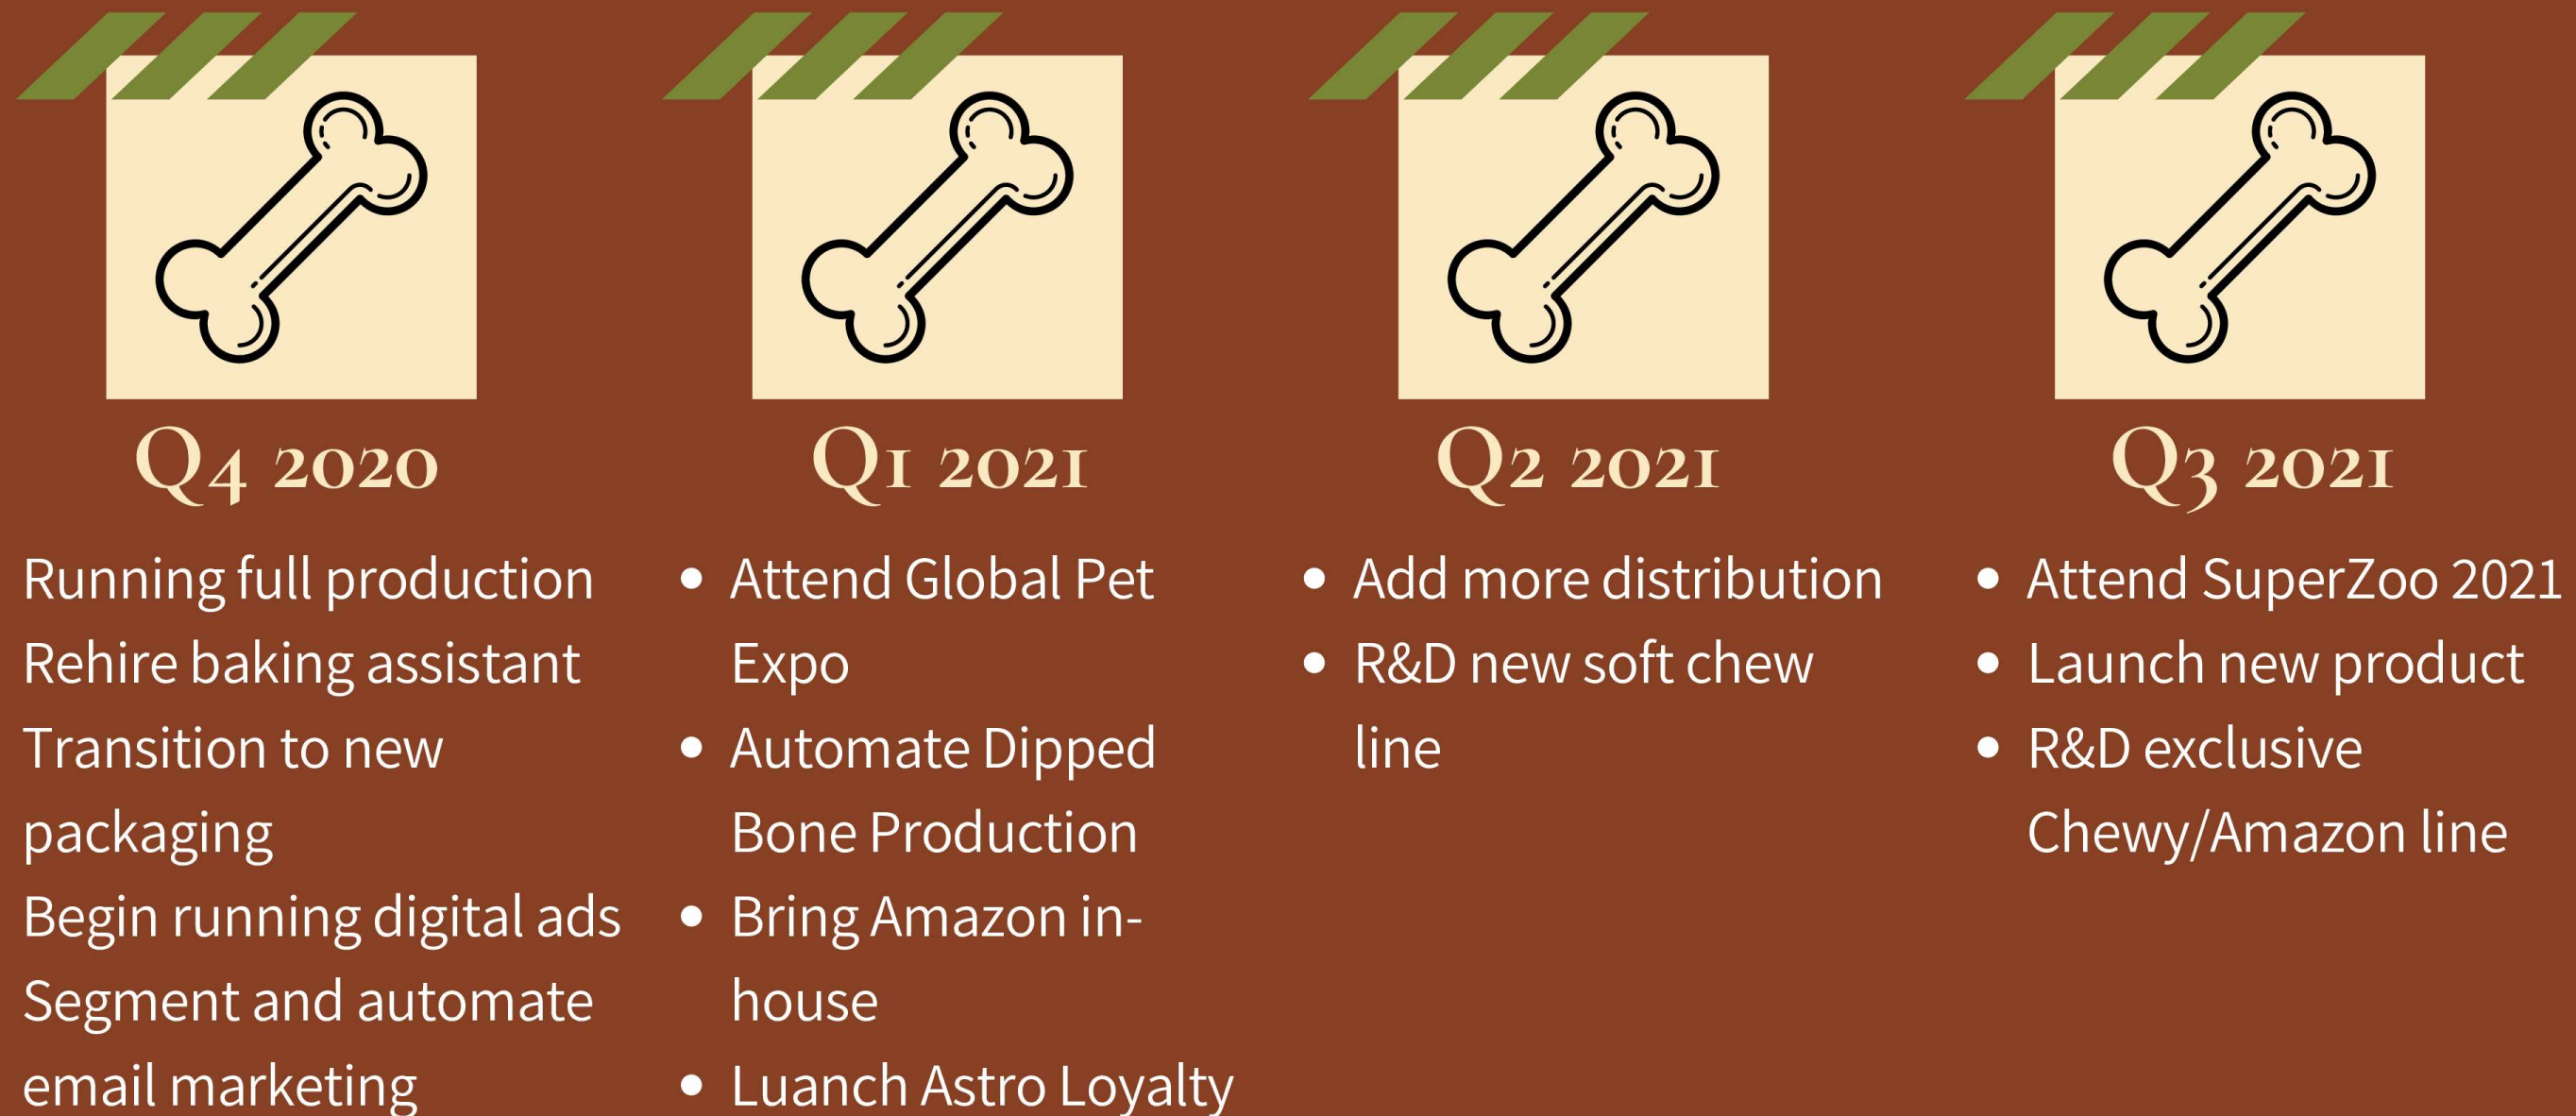 Q4 2020
Running full production
Rehire baking assistant
Transition to new
packaging
Begin running digital ads
Segment and automate
email marketing
Q1 2021
• Attend Global Pet
Expo
• Automate Dipped
Bone Production
• Bring Amazon in-
house
• Luanch Astro Loyalty
Q2 2021
• Add more distribution
• R&D new soft chew
line
Q3 2021
• Attend SuperZoo 2021
• Launch new product
• R&D exclusive
Chewy/Amazon line